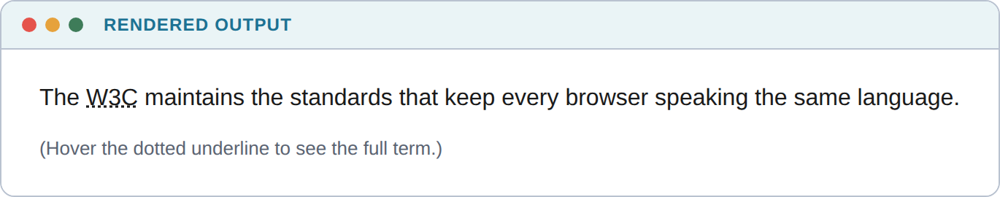 RENDERED OUTPUT
The W3C maintains the standards that keep every browser speaking the same language.
(Hover the dotted underline to see the full term.)